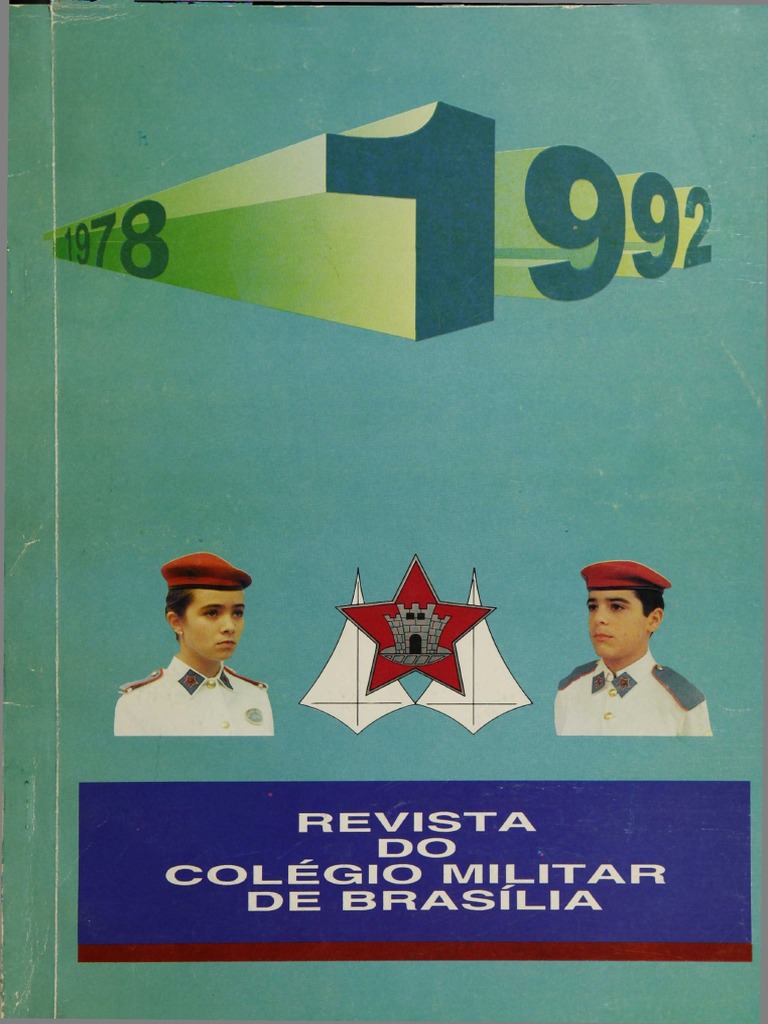 1978
1992
REVISTA
DO
COLÉGIO MILITAR
DE BRASÍLIA